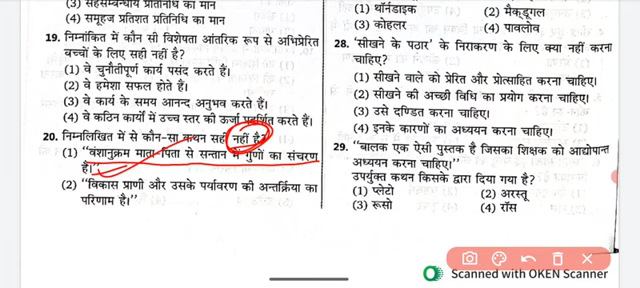 (3) सहसम्बन्धीय प्रतिनिधि का मान
(4) समूहज प्रतिशत प्रतिनिधि का मान
19. निम्नांकित में कौन सी विशेषता आंतरिक रूप से अभिप्रेरित
बच्चों के लिए सही नहीं है?
(1) वे चुनौतीपूर्ण कार्य पसंद करते हैं।
(2) वे हमेशा सफल होते हैं।
(3) वे कार्य के समय आनन्द अनुभव करते हैं।
(4) वे कठिन कार्यों में उच्च स्तर की ऊर्जा प्रदर्शित करते हैं।
20. निम्नलिखित में से कौन-सा कथन सही नहीं है?
(1) “वंशानुक्रम माता-पिता से सन्तान में गुणों का संचरण
है।”
(2) “विकास प्राणी और उसके पर्यावरण की अन्तक्रिया का
परिणाम है।”
(1) थॉर्नडाइक (2) मैक्डूगल
(3) कोहलर (4) पावलोव
28. ‘सीखने के पठार’ के निराकरण के लिए क्या नहीं करना
चाहिए?
(1) सीखने वाले को प्रेरित और प्रोत्साहित करना चाहिए।
(2) सीखने की अच्छी विधि का प्रयोग करना चाहिए।
(3) उसे दण्डित करना चाहिए।
(4) इनके कारणों का अध्ययन करना चाहिए।
29. “बालक एक ऐसी पुस्तक है जिसका शिक्षक को आद्योपान्त
अध्ययन करना चाहिए।”
उपर्युक्त कथन किसके द्वारा दिया गया है?
(1) प्लेटो (2) अरस्तू
(3) रूसो (4) रॉस
Scanned with OKEN Scanner